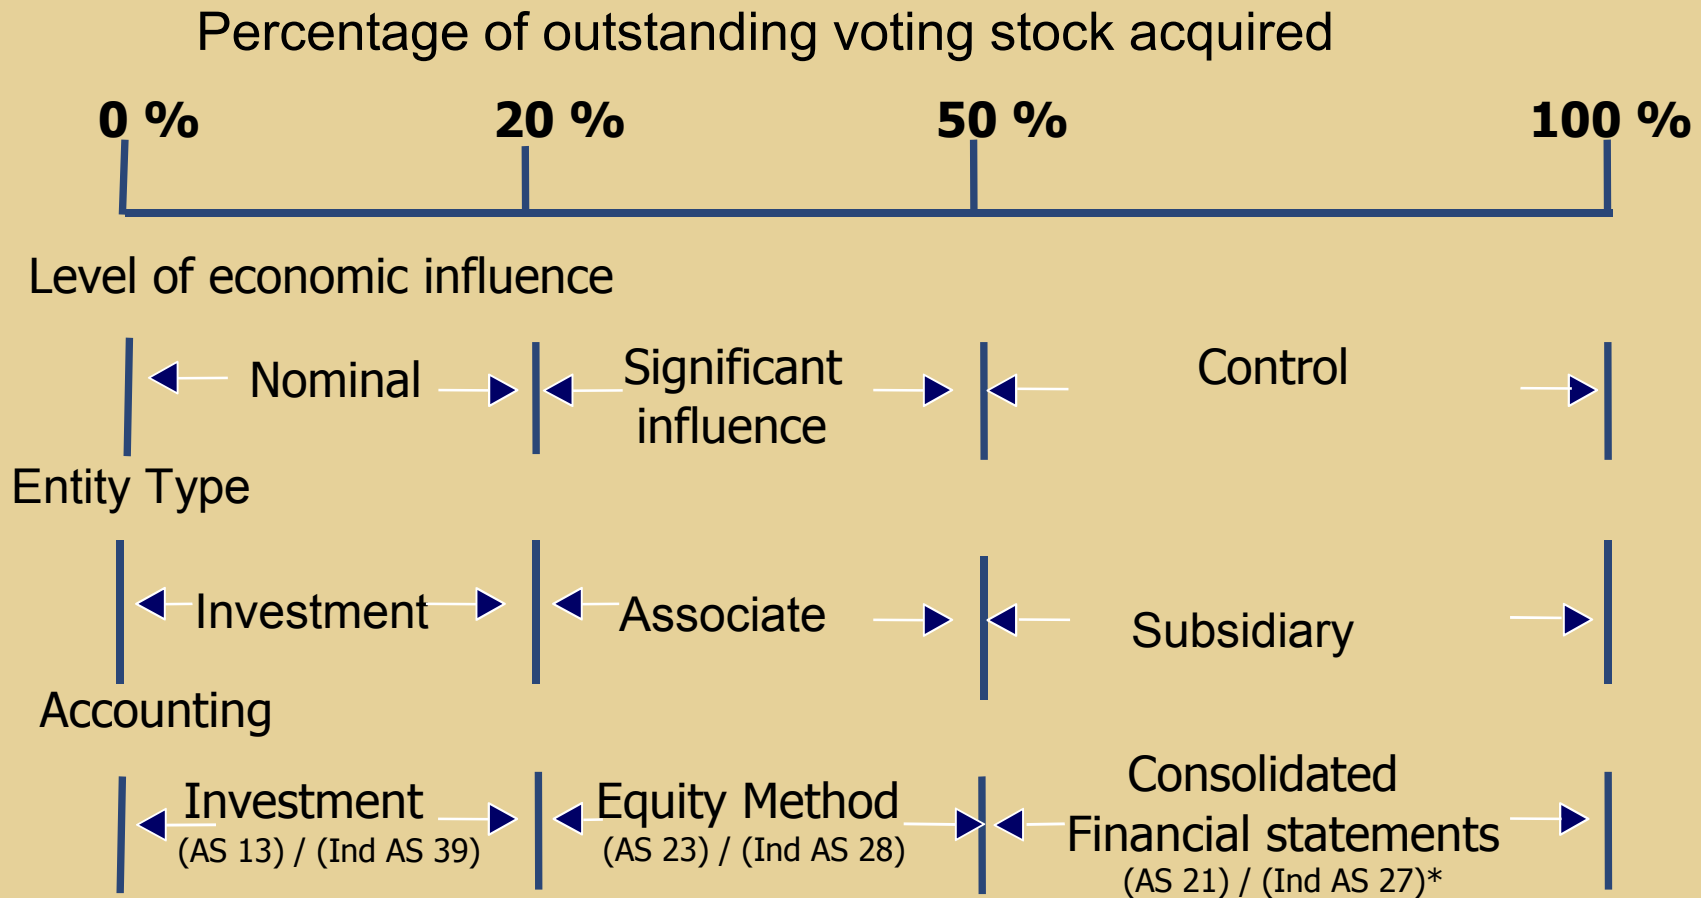 Percentage of outstanding voting stock acquired
0 % 20 % 50 % 100 %
Level of economic influence
Nominal
Significant
influence
Control
Entity Type
Investment
Associate
Subsidiary
Accounting
Investment
(AS 13) / (Ind AS 39)
Equity Method
(AS 23) / (Ind AS 28)
Consolidated
Financial statements
(AS 21) / (Ind AS 27)*